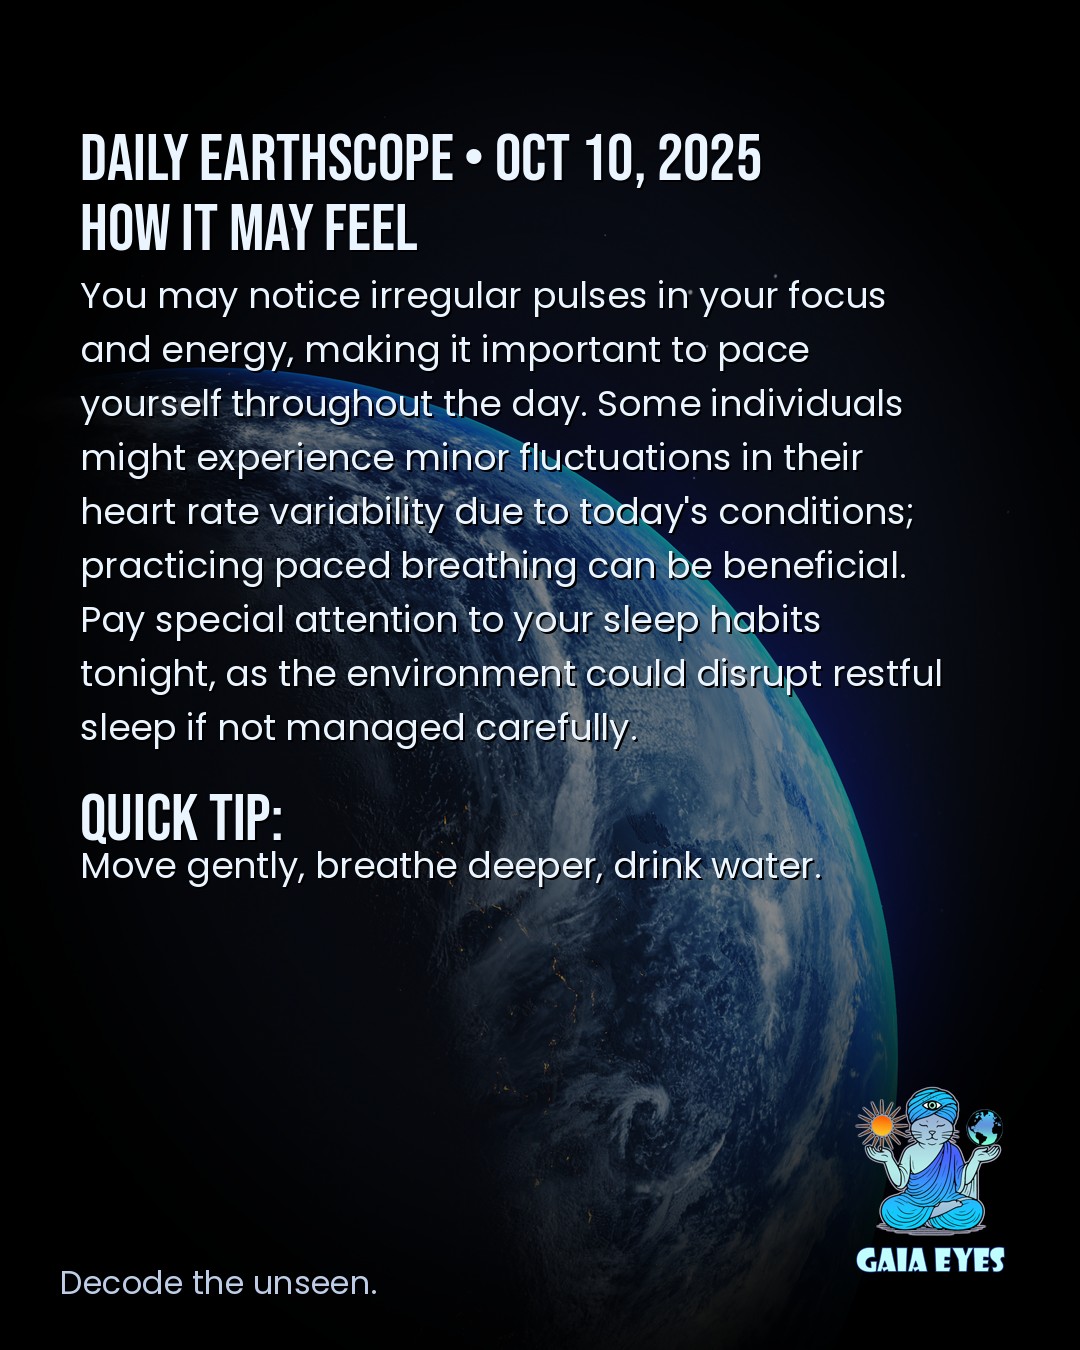 DAILY EARTHSCOPE • OCT 10, 2025
HOW IT MAY FEEL
You may notice irregular pulses in your focus
and energy, making it important to pace
yourself throughout the day. Some individuals
might experience minor fluctuations in their
heart rate variability due to today's conditions;
practicing paced breathing can be beneficial.
Pay special attention to your sleep habits
tonight, as the environment could disrupt restful
sleep if not managed carefully.
QUICK TIP:
Move gently, breathe deeper, drink water.
GAIA EYES
Decode the unseen.